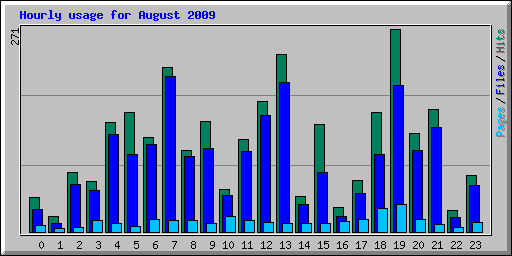 Hourly usage for August 2009
271
Pages / Files / Hits
0 1 2 3 4 5 6 7 8 9 10 11 12 13 14 15 16 17 18 19 20 21 22 23